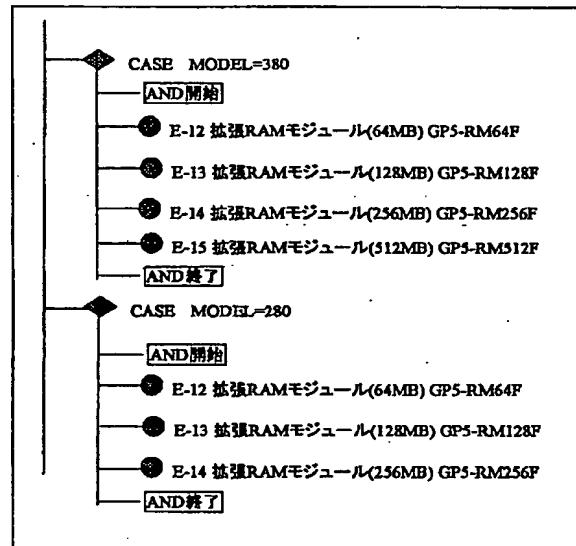 CASE MODEL=380
AND開始
E-12 拡張RAMモジュール(64MB) GP5-RM64F
E-13 拡張RAMモジュール(128MB) GP5-RM128F
E-14 拡張RAMモジュール(256MB) GP5-RM256F
E-15 拡張RAMモジュール(512MB) GP5-RM512F
AND終了
CASE MODEL=280
AND開始
E-12 拡張RAMモジュール(64MB) GP5-RM64F
E-13 拡張RAMモジュール(128MB) GP5-RM128F
E-14 拡張RAMモジュール(256MB) GP5-RM256F
AND終了